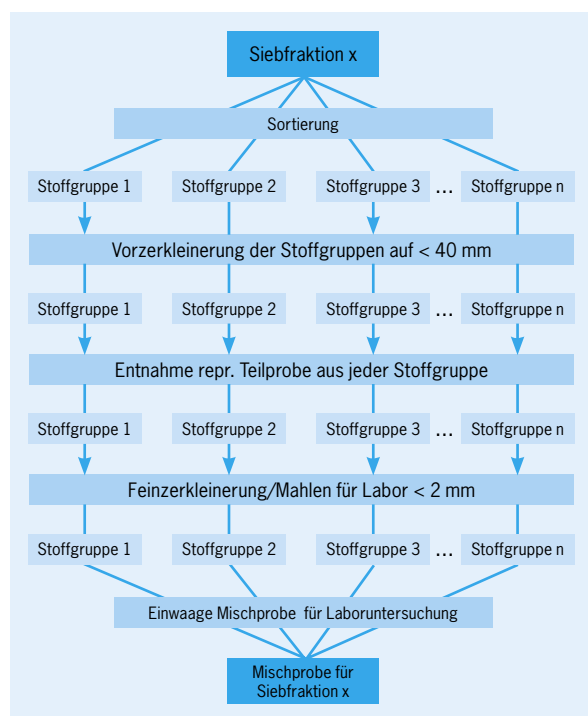 Siebfraktion x
Sortierung
Stoffgruppe 1 Stoffgruppe 2 Stoffgruppe 3 ... Stoffgruppe n
Vorzerkleinerung der Stoffgruppen auf < 40 mm
Stoffgruppe 1 Stoffgruppe 2 Stoffgruppe 3 ... Stoffgruppe n
Entnahme repr. Teilprobe aus jeder Stoffgruppe
Stoffgruppe 1 Stoffgruppe 2 Stoffgruppe 3 ... Stoffgruppe n
Feinzerkleinerung/Mahlen für Labor < 2 mm
Stoffgruppe 1 Stoffgruppe 2 Stoffgruppe 3 ... Stoffgruppe n
Einwaage Mischprobe für Laboruntersuchung
Mischprobe für
Siebfraktion x